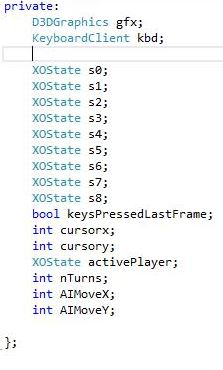 private:
D3DGraphics gfx;
KeyboardClient kbd;
XOState s0;
XOState s1;
XOState s2;
XOState s3;
XOState s4;
XOState s5;
XOState s6;
XOState s7;
XOState s8;
bool keysPressedLastFrame;
int cursorx;
int cursory;
XOState activePlayer;
int nTurns;
int AIMoveX;
int AIMoveY;
};